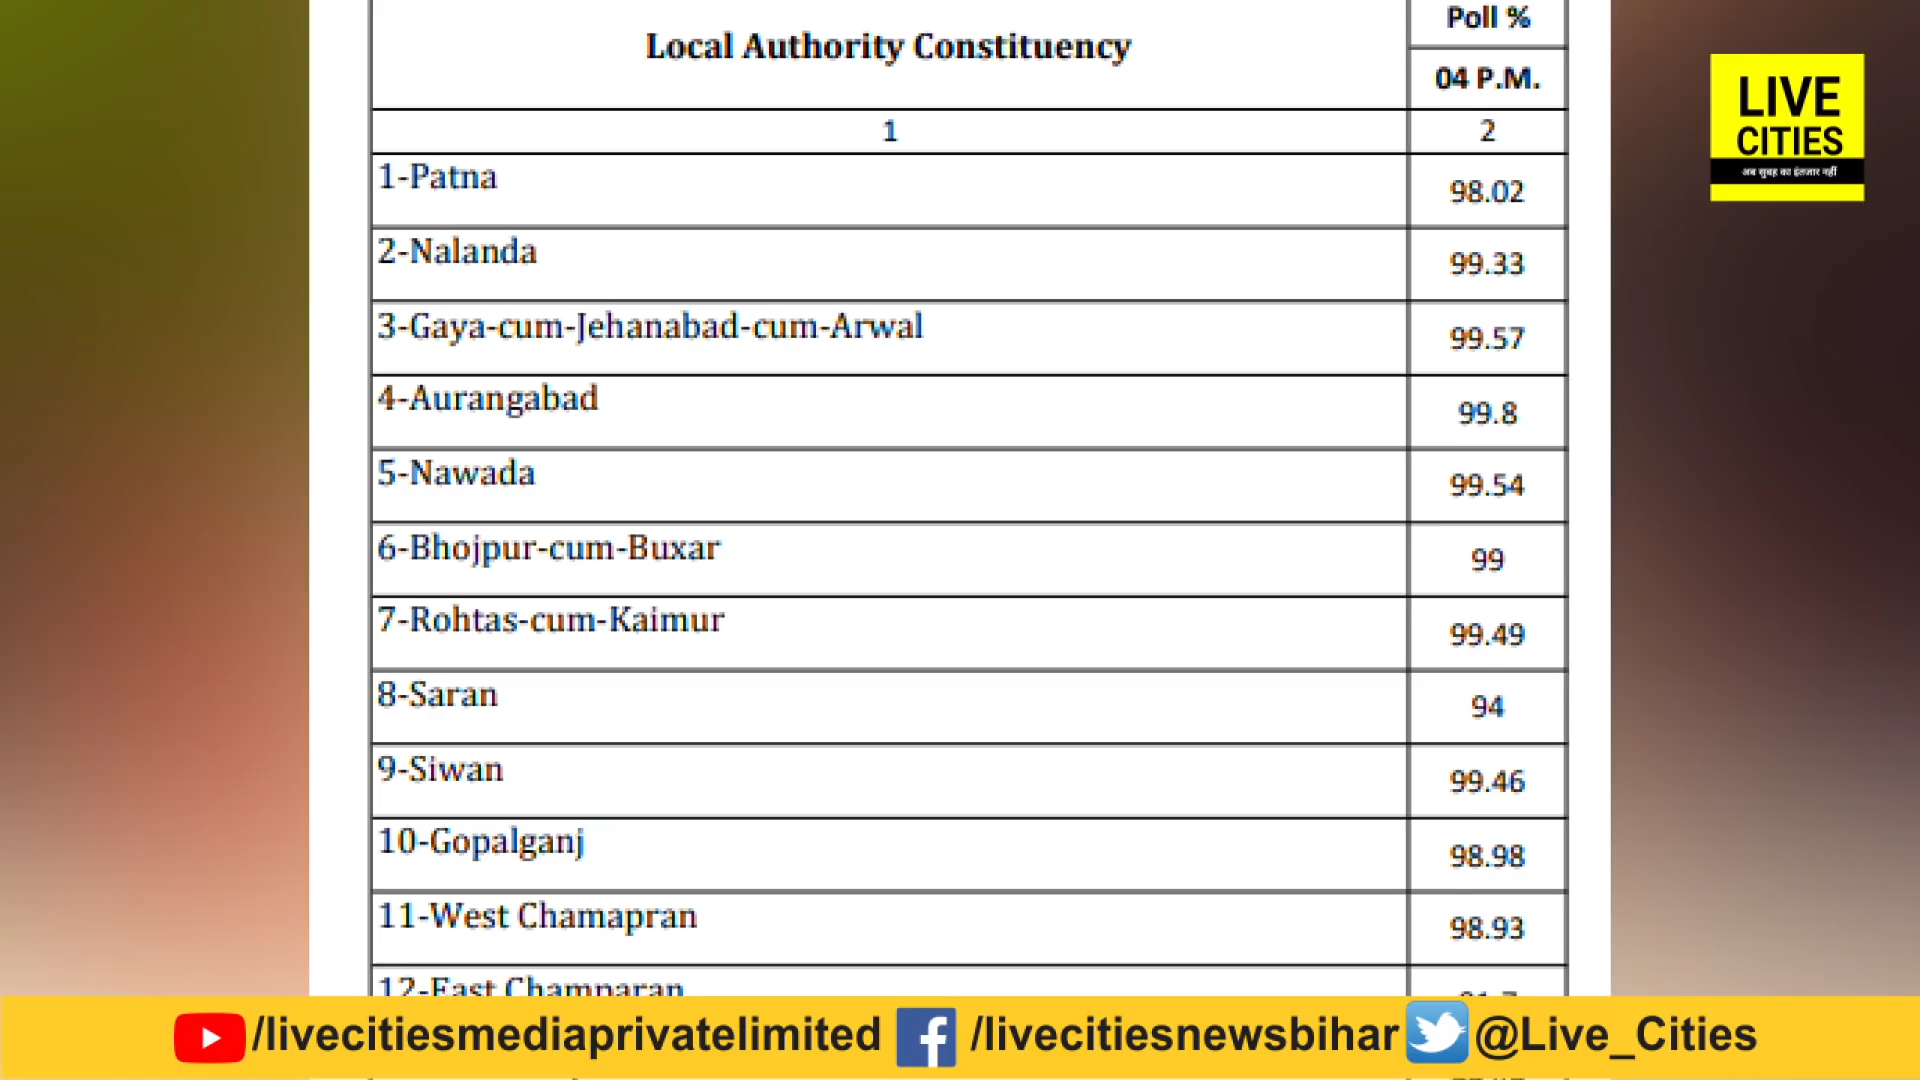 Local Authority Constituency
Poll %
04 P.M.
1
2
1-Patna
98.02
2-Nalanda
99.33
3-Gaya-cum-Jehanabad-cum-Arwal
99.57
4-Aurangabad
99.8
5-Nawada
99.54
6-Bhojpur-cum-Buxar
99
7-Rohtas-cum-Kaimur
99.49
8-Saran
94
9-Siwan
99.46
10-Gopalganj
98.98
11-West Chamapran
98.93
12-East Champaran
LIVE
CITIES
अब सुबह का इंतजार नहीं
/livecitiesmediaprivatelimited /livecitiesnewsbihar @Live_Cities